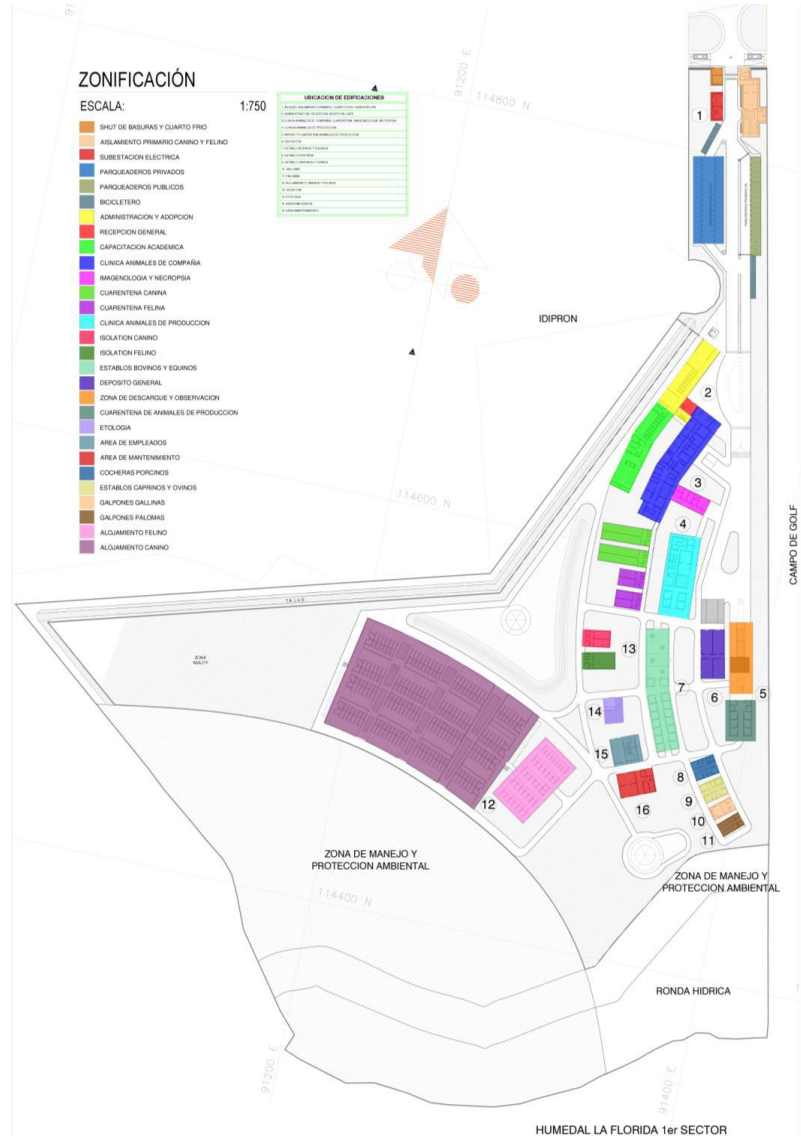 ZONIFICACIÓN
ESCALA: 1:750
SHUT DE BASURAS Y CUARTO FRIO
AISLAMIENTO PRIMARIO CANINO Y FELINO
SUBESTACION ELECTRICA
PARQUEADEROS PRIVADOS
PARQUEADEROS PUBLICOS
BICICLETERO
ADMINISTRACION Y ADOPCION
RECEPCION GENERAL
CAPACITACION ACADEMICA
CLINICA ANIMALES DE COMPAÑIA
IMAGENOLOGIA Y NECROPSIA
CUARENTENA CANINA
CUARENTENA FELINA
CLINICA ANIMALES DE PRODUCCION
ISOLATION CANINO
ISOLATION FELINO
ESTABLOS BOVINOS Y EQUINOS
DEPOSITO GENERAL
ZONA DE DESCARGUE Y OBSERVACION
CUARENTENA DE ANIMALES DE PRODUCCION
ETOLOGIA
AREA DE EMPLEADOS
AREA DE MANTENIMIENTO
COCHERAS PORCINOS
ESTABLOS CAPRINOS Y OVINOS
GALPONES GALLINAS
GALPONES PALOMAS
ALOJAMIENTO FELINO
ALOJAMIENTO CANINO
UBICACION DE EDIFICACIONES
91200 E
114800 N
1
IDIPRON
2
3
4
114600 N
CAMPO DE GOLF
TALUD
ZONA
AGILITY
13
14
15
16
7
6
5
8
9
10
11
12
ZONA DE MANEJO Y
PROTECCION AMBIENTAL
ZONA DE MANEJO Y
PROTECCION AMBIENTAL
114400 N
RONDA HIDRICA
91200 E
91400 E
HUMEDAL LA FLORIDA 1er SECTOR